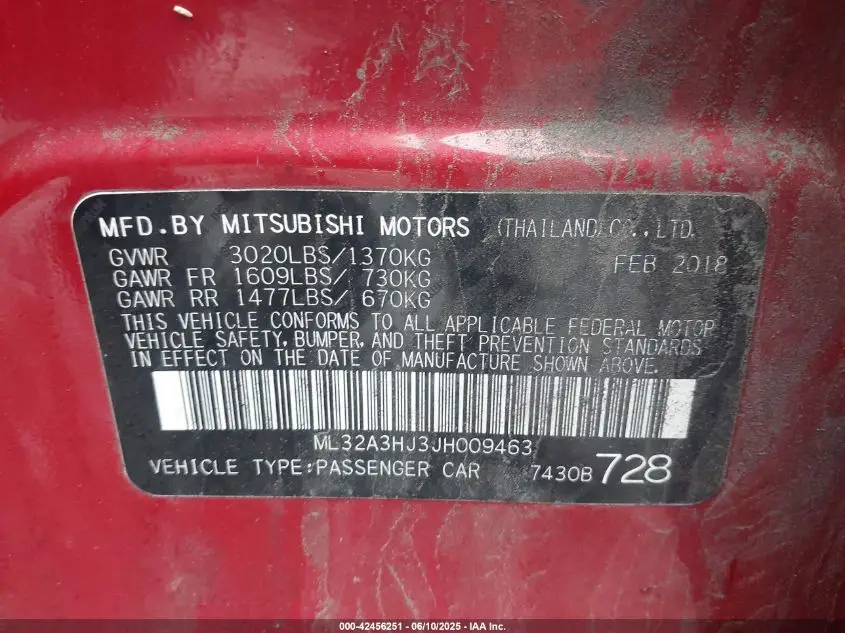 MFD.BY MITSUBISHI MOTORS (THAILAND) CO.,LTD.
GVWR 3020LBS/1370KG FEB 2018
GAWR FR 1609LBS/ 730KG
GAWR RR 1477LBS/ 670KG
THIS VEHICLE CONFORMS TO ALL APPLICABLE FEDERAL MOTOR
VEHICLE SAFETY, BUMPER, AND THEFT PREVENTION STANDARDS
IN EFFECT ON THE DATE OF MANUFACTURE SHOWN ABOVE.
ML32A3HJ3JH009463
VEHICLE TYPE:PASSENGER CAR 7430B 728
000-42456251 - 06/10/2025 - IAA Inc.